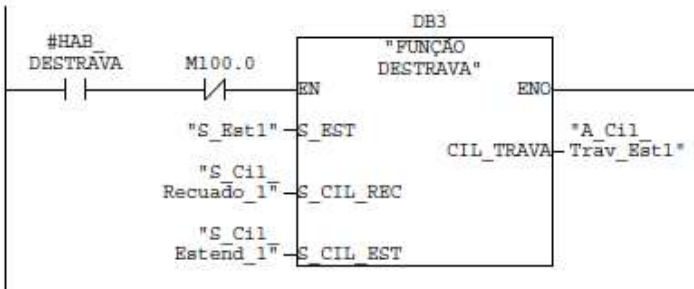 DB3
#HAB_
DESTRAVA
M100.0
"FUNÇÃO
DESTRAVA"
EN
ENO
"S_Est1"
S_EST
CIL_TRAVA
"A_Cil_
Trav_Est1"
"S_Cil_
Recuado_1"
S_CIL_REC
"S_Cil_
Estend_1"
S_CIL_EST